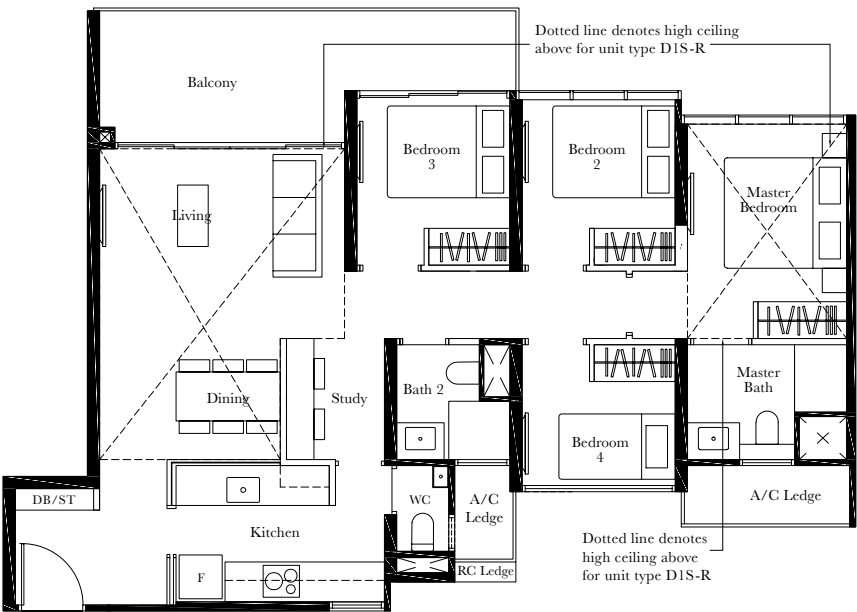 Dotted line denotes high ceiling
above for unit type D1S-R
Balcony
Bedroom
3
Bedroom
2
Master
Bedroom
Living
Dining
Study
Bath 2
Master
Bath
Bedroom
4
DB/ST
WC
A/C
Ledge
A/C Ledge
Kitchen
F
RC Ledge
Dotted line denotes
high ceiling above
for unit type D1S-R